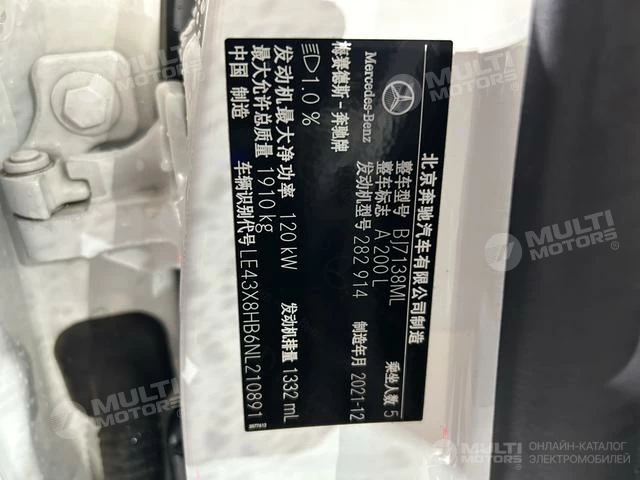 北京奔驰汽车有限公司制造
Mercedes-Benz
整车型号 BJ7138ML 乘坐人数 5
整车标志 A 200 L
梅赛德斯-奔驰牌
发动机型号 282 914 制造年月 2021-12
1.0 %
发动机最大净功率 120 kW 发动机排量 1332 mL
最大允许总质量 1910 kg
中国 制造 车辆识别代号 LE43X8HB6NL210891
MULTI MOTORS
MULTI MOTORS
MULTI MOTORS
MULTI MOTORS
MULTI MOTORS
ОНЛАЙН-КАТАЛОГ
ЭЛЕКТРОМОБИЛЕЙ